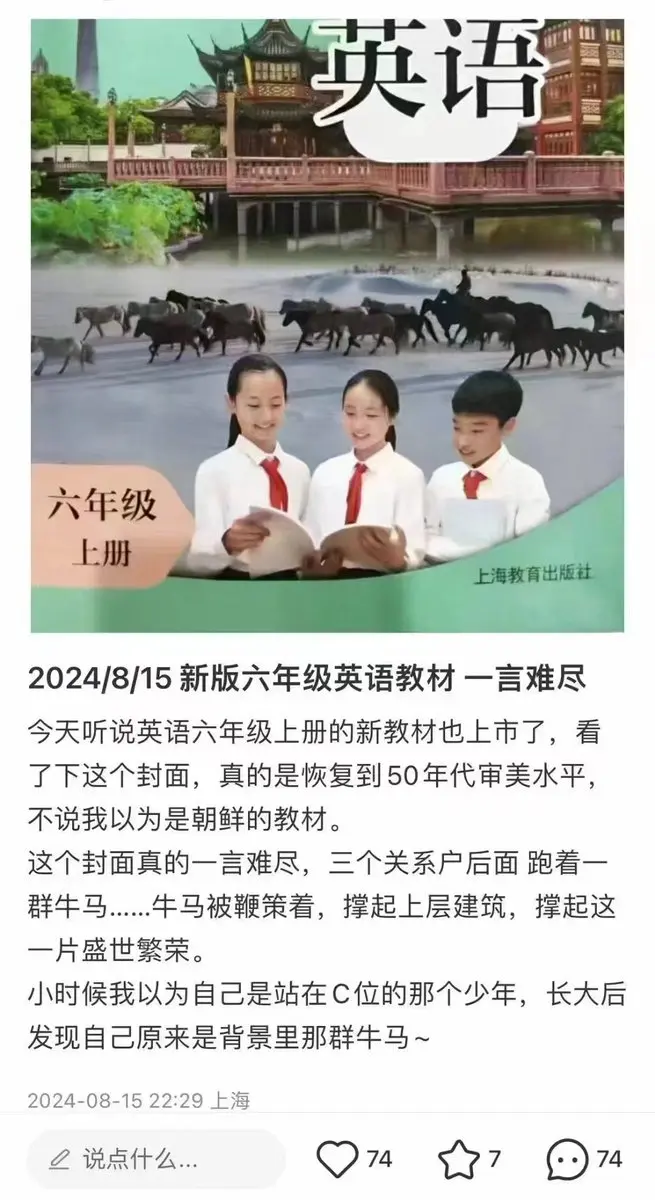 英语
六年级
上册
上海教育出版社
2024/8/15 新版六年级英语教材 一言难尽
今天听说英语六年级上册的新教材也上市了，看
了下这个封面，真的是恢复到50年代审美水平，
不说我以为是朝鲜的教材。
这个封面真的一言难尽，三个关系户后面 跑着一
群牛马......牛马被鞭策着，撑起上层建筑，撑起这
一片盛世繁荣。
小时候我以为自己是站在C位的那个少年，长大后
发现自己原来是背景里那群牛马~
2024-08-15 22:29 上海
说点什么... 74 7 74